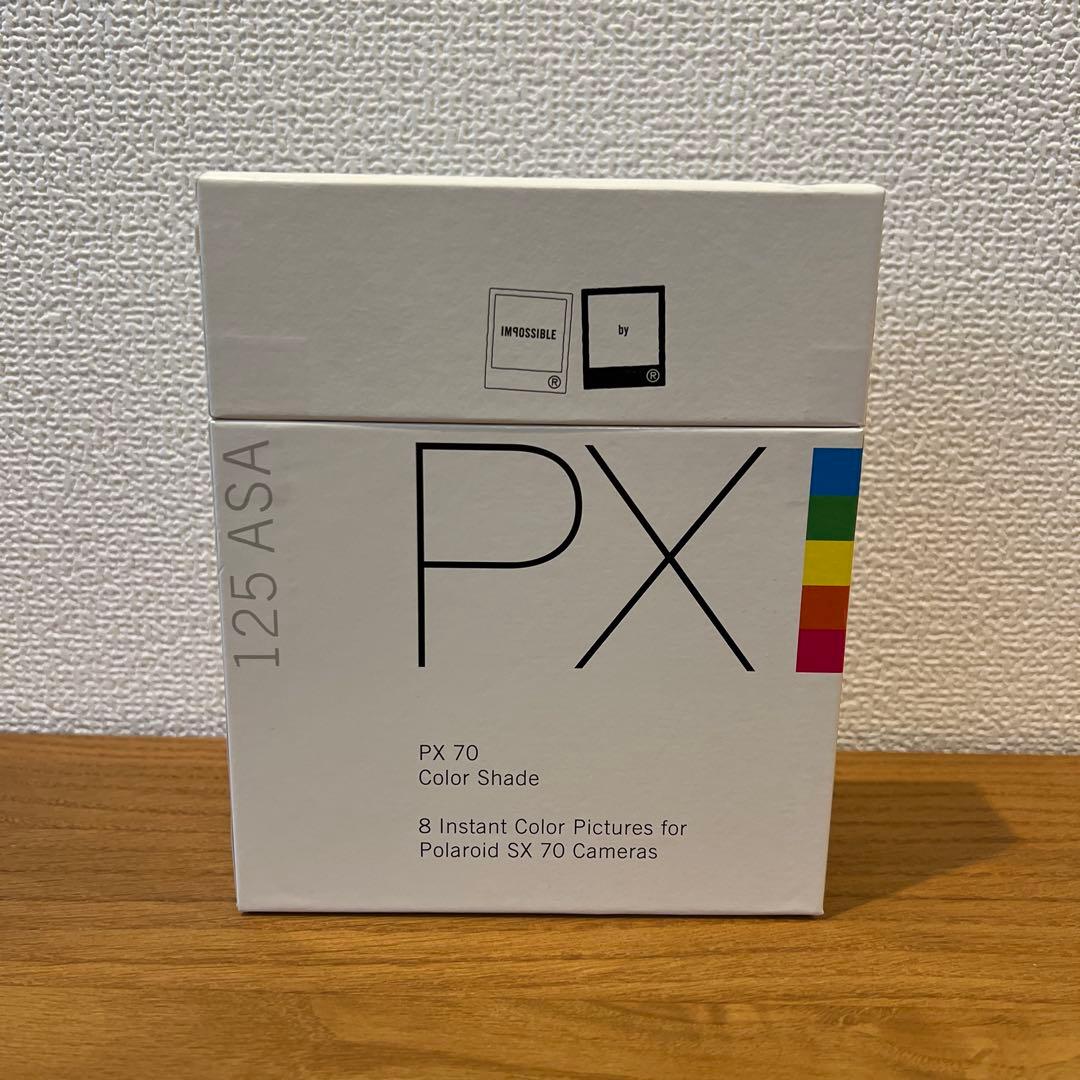 IMPOSSIBLE
®
by
®
125 ASA
PX
PX 70
Color Shade
8 Instant Color Pictures for
Polaroid SX 70 Cameras